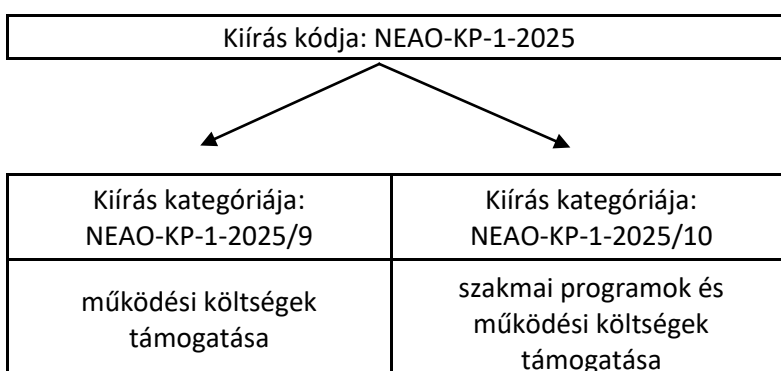 Kiírás kódja: NEAO-KP-1-2025
Kiírás kategóriája:
NEAO-KP-1-2025/9
Kiírás kategóriája:
NEAO-KP-1-2025/10
működési költségek
támogatása
szakmai programok és
működési költségek
támogatása